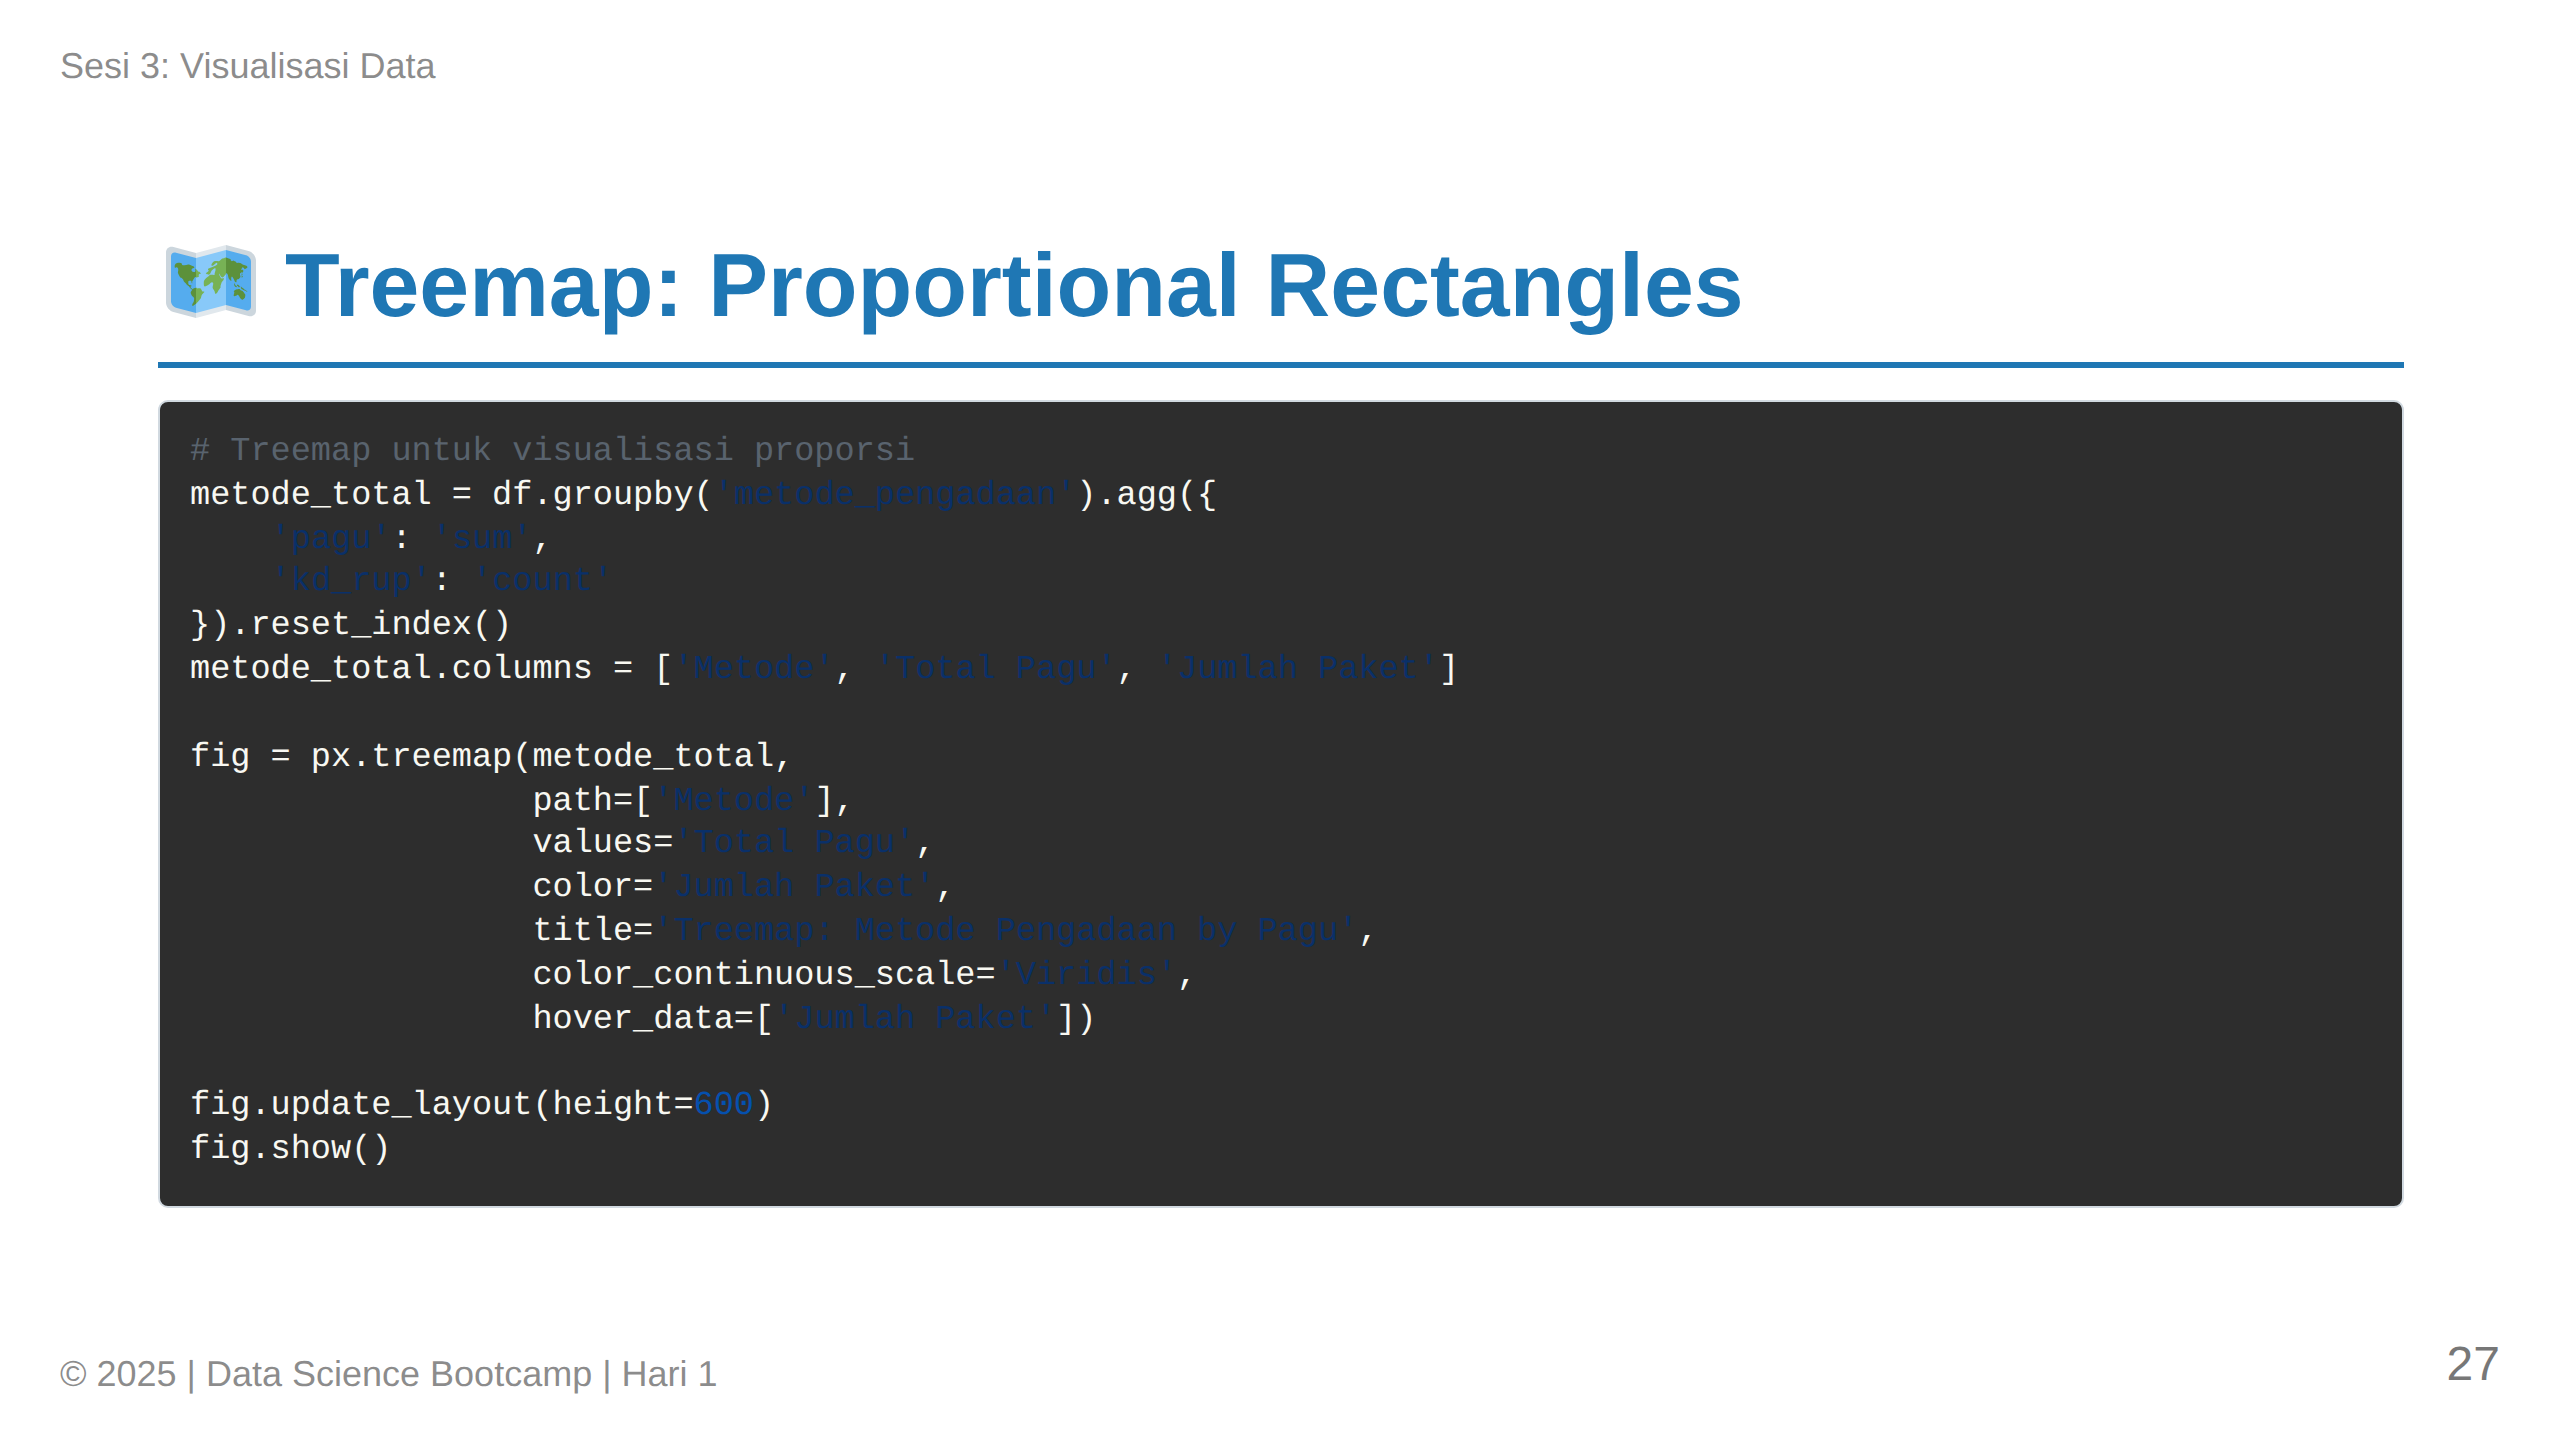 Sesi 3: Visualisasi Data
Treemap: Proportional Rectangles
# Treemap untuk visualisasi proporsi
metode_total = df.groupby('metode_pengadaan').agg({
    'pagu': 'sum',
    'kd_rup': 'count'
}).reset_index()
metode_total.columns = ['Metode', 'Total Pagu', 'Jumlah Paket']
fig = px.treemap(metode_total,
                 path=['Metode'],
                 values='Total Pagu',
                 color='Jumlah Paket',
                 title='Treemap: Metode Pengadaan by Pagu',
                 color_continuous_scale='Viridis',
                 hover_data=['Jumlah Paket'])
fig.update_layout(height=600)
fig.show()
© 2025 | Data Science Bootcamp | Hari 1
27